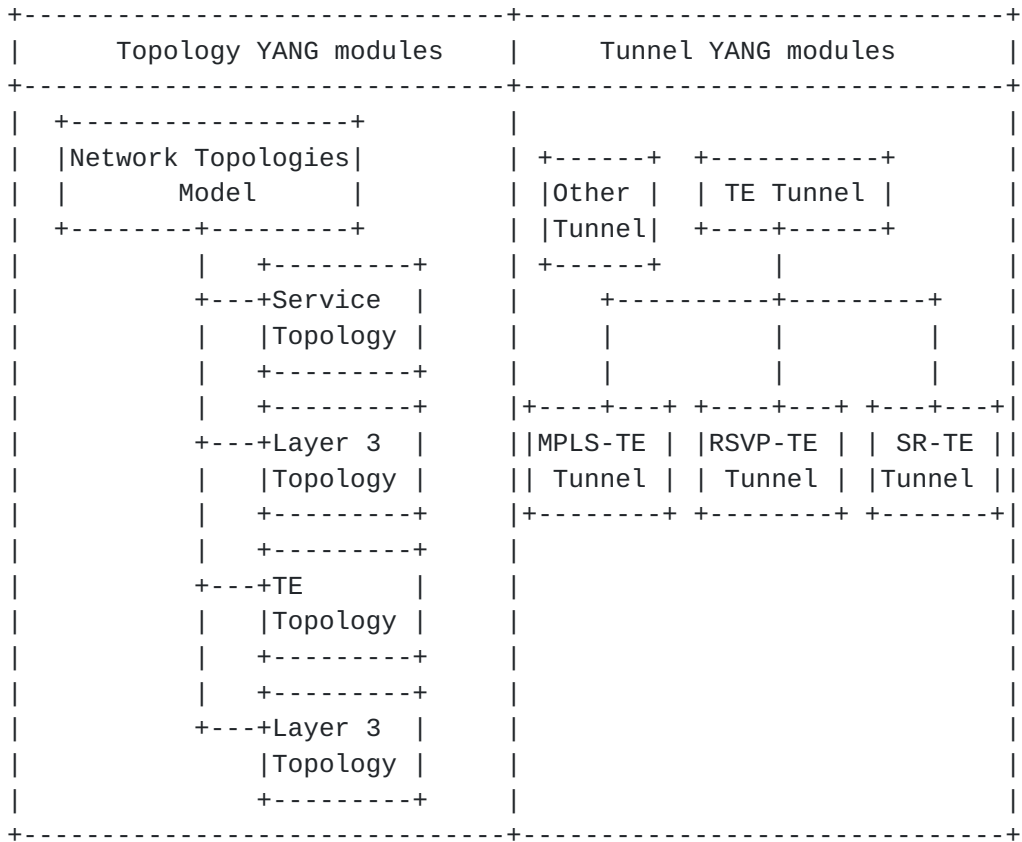 Topology YANG modules
Tunnel YANG modules
Network Topologies
Model
Service
Topology
Layer 3
Topology
TE
Topology
Layer 3
Topology
Other
Tunnel
TE Tunnel
MPLS-TE
Tunnel
RSVP-TE
Tunnel
SR-TE
Tunnel